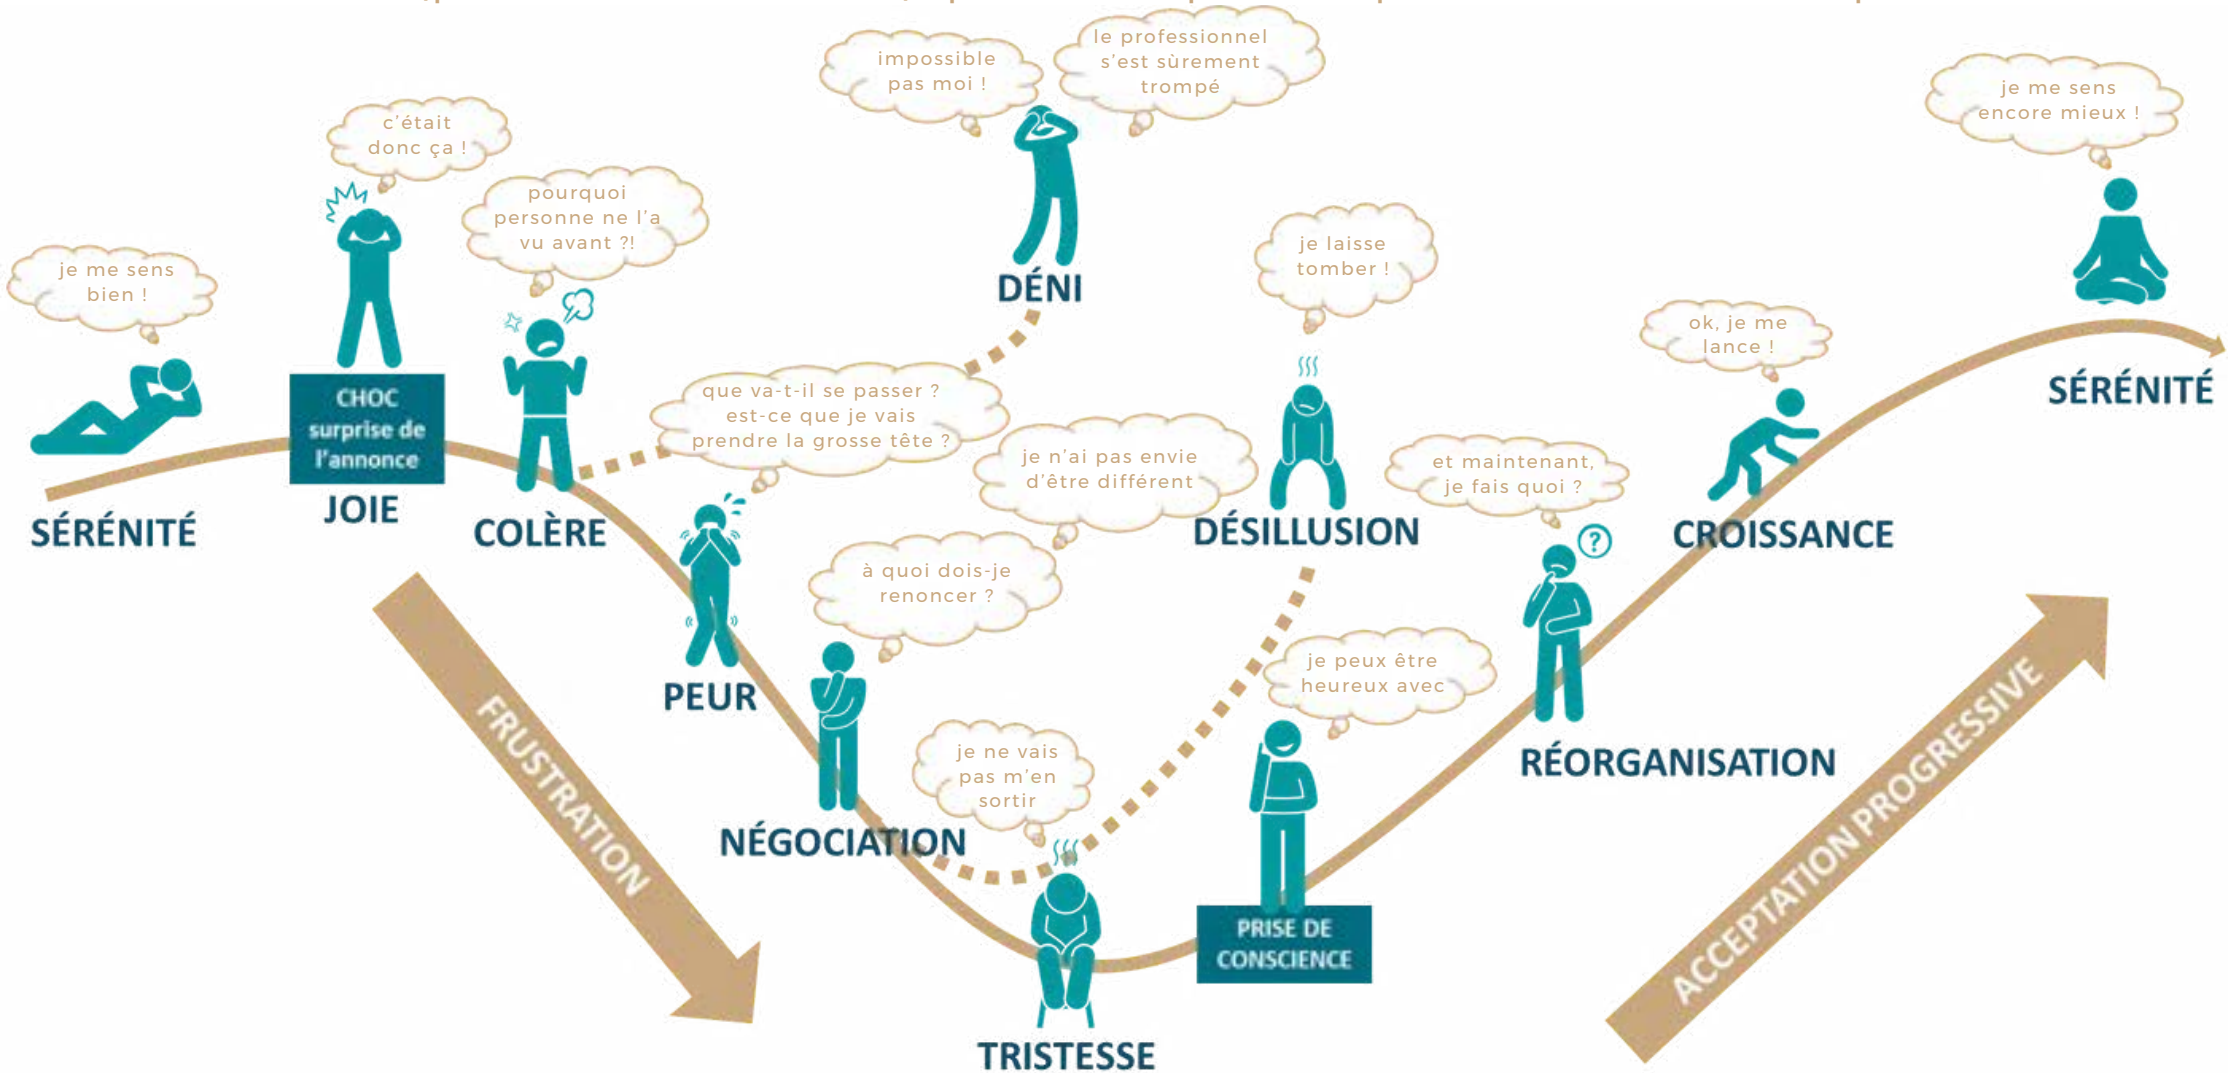 je me sens
bien !
SÉRÉNITÉ
c'était
donc ça !
CHOC
surprise de
l'annonce
JOIE
pourquoi
personne ne l'a
vu avant ?!
COLÈRE
impossible
pas moi !
le professionnel
s'est sùrement
trompé
DÉNI
que va-t-il se passer ?
est-ce que je vais
prendre la grosse tête ?
PEUR
à quoi dois-je
renoncer ?
je n'ai pas envie
d'être différent
NÉGOCIATION
je laisse
tomber !
DÉSILLUSION
je ne vais
pas m'en
sortir
TRISTESSE
je peux être
heureux avec
PRISE DE
CONSCIENCE
et maintenant,
je fais quoi ?
RÉORGANISATION
ok, je me
lance !
CROISSANCE
je me sens
encore mieux !
SÉRÉNITÉ
FRUSTRATION
ACCEPTATION PROGRESSIVE